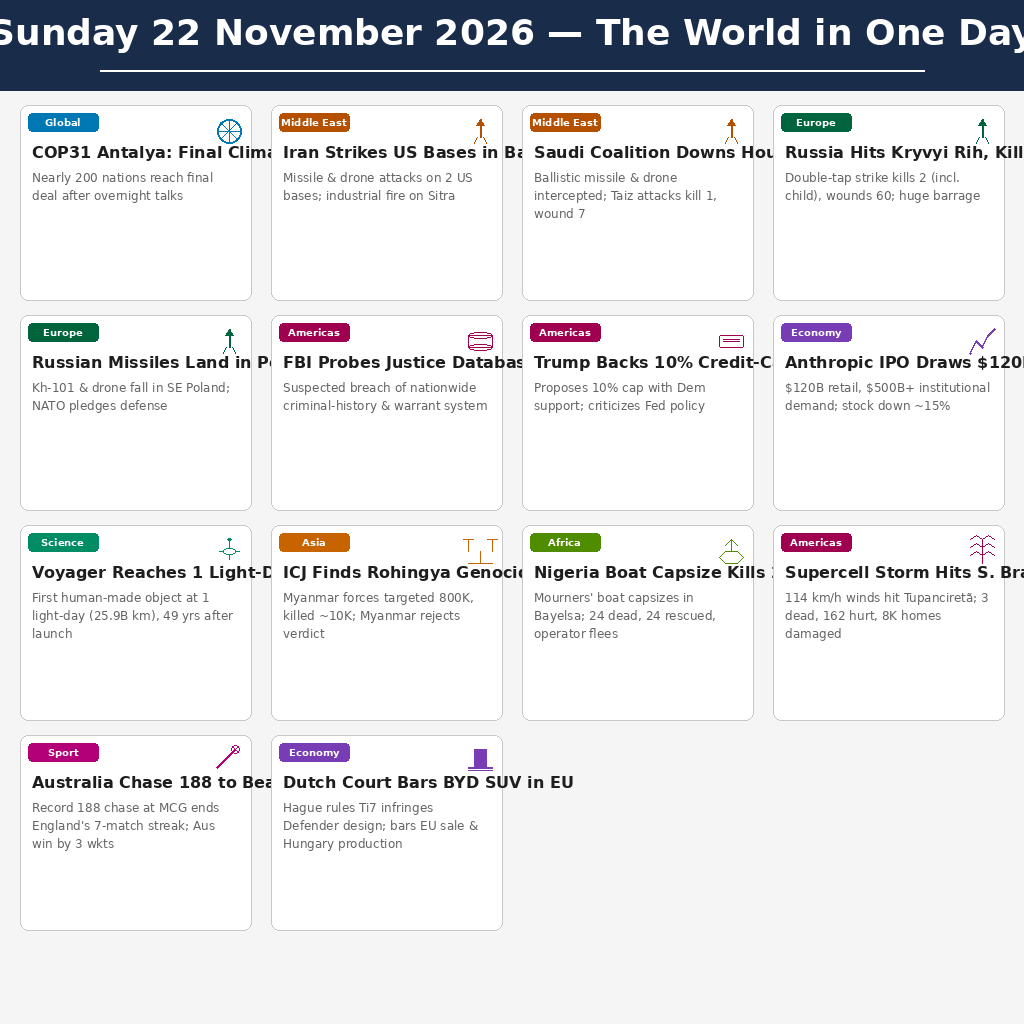 Sunday 22 November 2026 — The World in One Day
Global
COP31 Antalya: Final Clima
Nearly 200 nations reach final
deal after overnight talks
Middle East
Iran Strikes US Bases in Ba
Missile & drone attacks on 2 US
bases; industrial fire on Sitra
Middle East
Saudi Coalition Downs Hou
Ballistic missile & drone
intercepted; Taiz attacks kill 1,
wound 7
Europe
Russia Hits Kryvyi Rih, Kill
Double-tap strike kills 2 (incl.
child), wounds 60; huge barrage
Europe
Russian Missiles Land in Po
Kh-101 & drone fall in SE Poland;
NATO pledges defense
Americas
FBI Probes Justice Databas
Suspected breach of nationwide
criminal-history & warrant system
Americas
Trump Backs 10% Credit-Ca
Proposes 10% cap with Dem
support; criticizes Fed policy
Economy
Anthropic IPO Draws $120
$120B retail, $500B+ institutional
demand; stock down ~15%
Science
Voyager Reaches 1 Light-D
First human-made object at 1
light-day (25.9B km), 49 yrs after
launch
Asia
ICJ Finds Rohingya Genocid
Myanmar forces targeted 800K,
killed ~10K; Myanmar rejects
verdict
Africa
Nigeria Boat Capsize Kills
Mourners' boat capsizes in
Bayelsa; 24 dead, 24 rescued,
operator flees
Americas
Supercell Storm Hits S. Bra
114 km/h winds hit Tupanciretã; 3
dead, 162 hurt, 8K homes
damaged
Sport
Australia Chase 188 to Bea
Record 188 chase at MCG ends
England's 7-match streak; Aus
win by 3 wkts
Economy
Dutch Court Bars BYD SUV in EU
Hague rules Ti7 infringes
Defender design; bars EU sale &
Hungary production